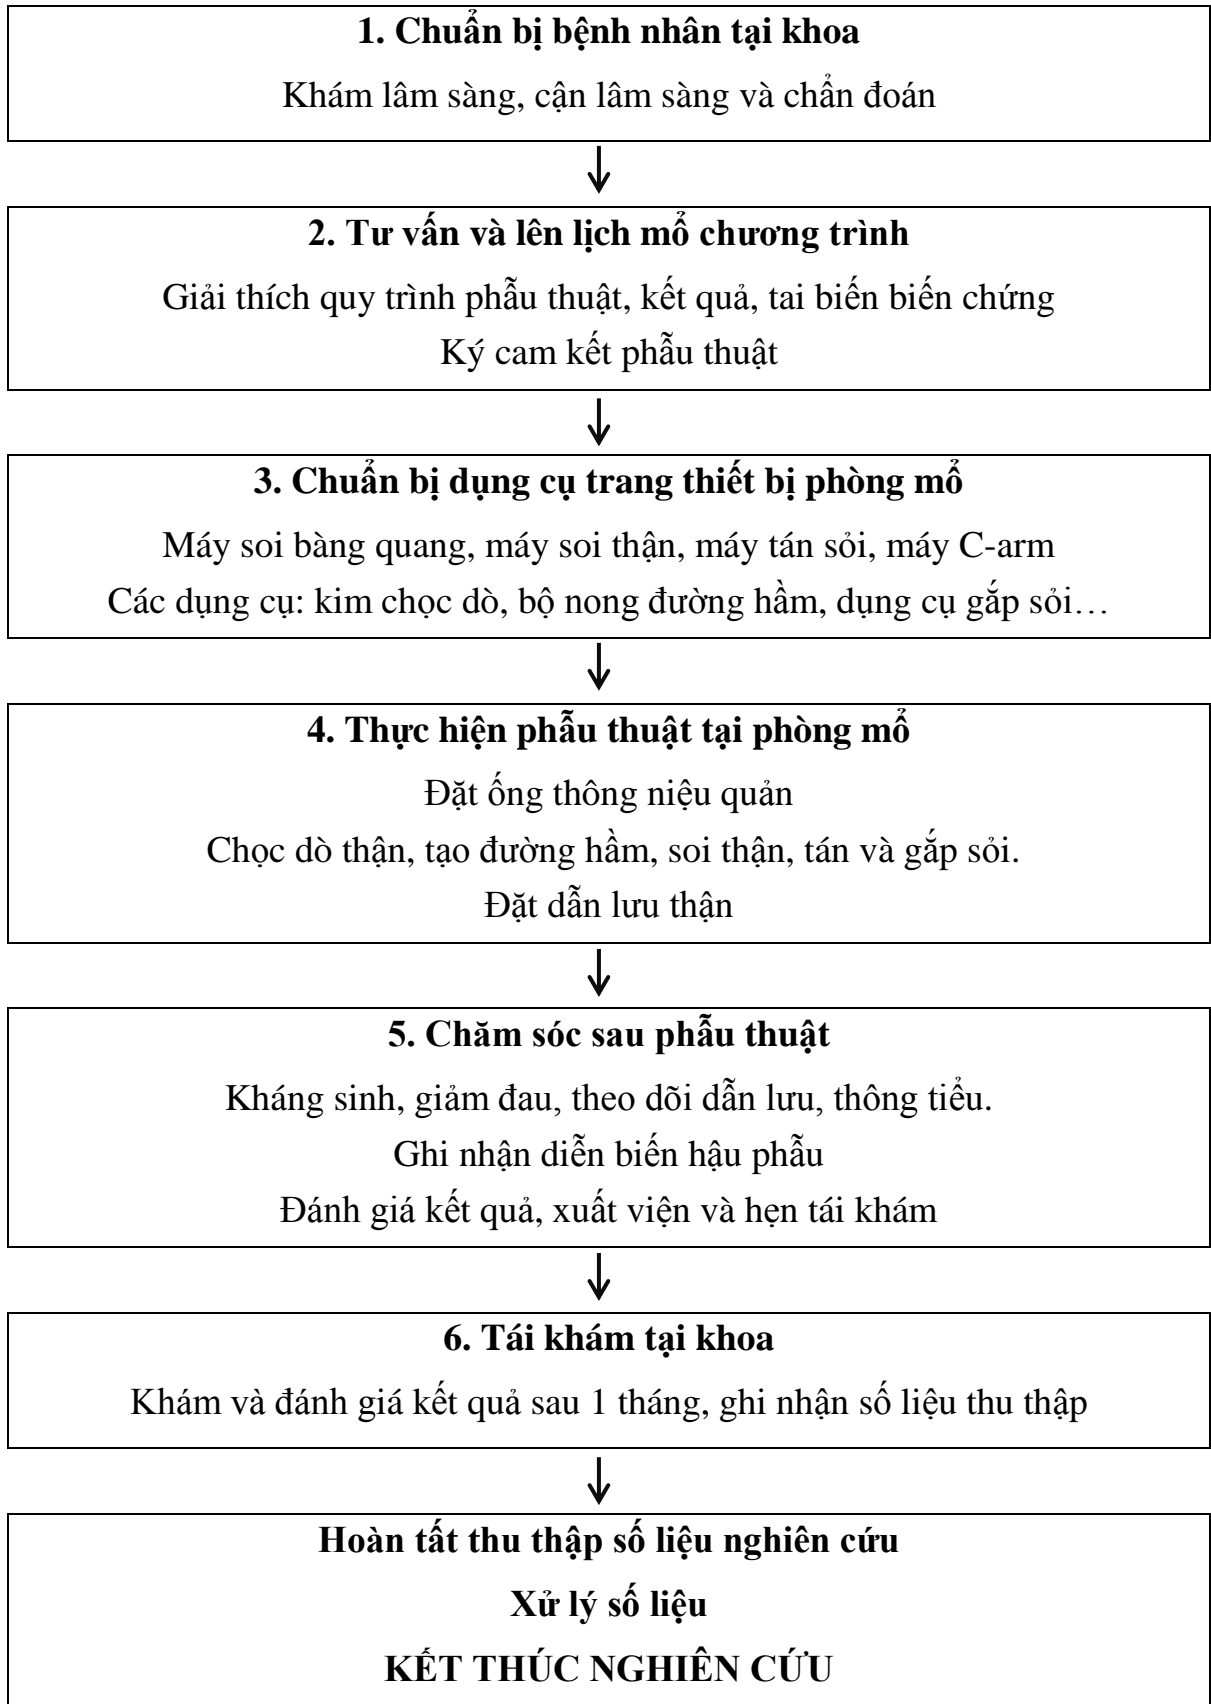 1. Chuẩn bị bệnh nhân tại khoa
Khám lâm sàng, cận lâm sàng và chẩn đoán
2. Tư vấn và lên lịch mổ chương trình
Giải thích quy trình phẫu thuật, kết quả, tai biến biến chứng
Ký cam kết phẫu thuật
3. Chuẩn bị dụng cụ trang thiết bị phòng mổ
Máy soi bàng quang, máy soi thận, máy tán sỏi, máy C-arm
Các dụng cụ: kim chọc dò, bộ nong đường hầm, dụng cụ gắp sỏi…
4. Thực hiện phẫu thuật tại phòng mổ
Đặt ống thông niệu quản
Chọc dò thận, tạo đường hầm, soi thận, tán và gắp sỏi.
Đặt dẫn lưu thận
5. Chăm sóc sau phẫu thuật
Kháng sinh, giảm đau, theo dõi dẫn lưu, thông tiểu.
Ghi nhận diễn biến hậu phẫu
Đánh giá kết quả, xuất viện và hẹn tái khám
6. Tái khám tại khoa
Khám và đánh giá kết quả sau 1 tháng, ghi nhận số liệu thu thập
Hoàn tất thu thập số liệu nghiên cứu
Xử lý số liệu
KẾT THÚC NGHIÊN CỨU